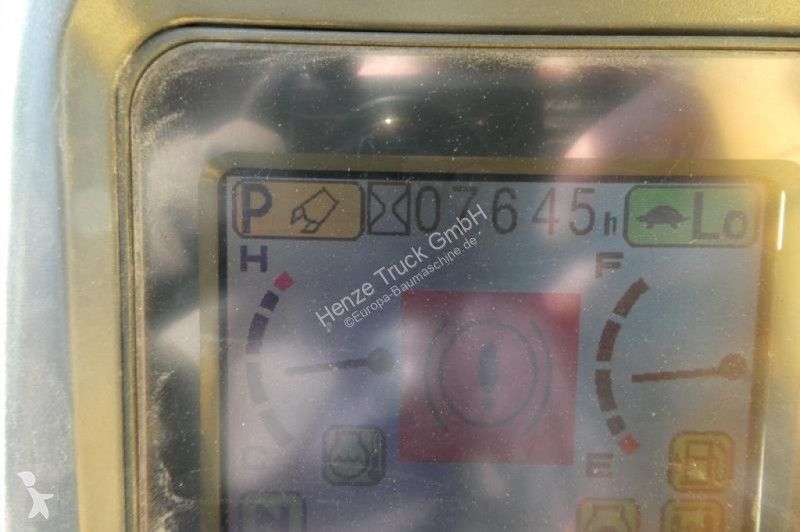 P 07645h Lo
H F
Henze Truck GmbH
©Europa-Baumaschine.de
C E
N